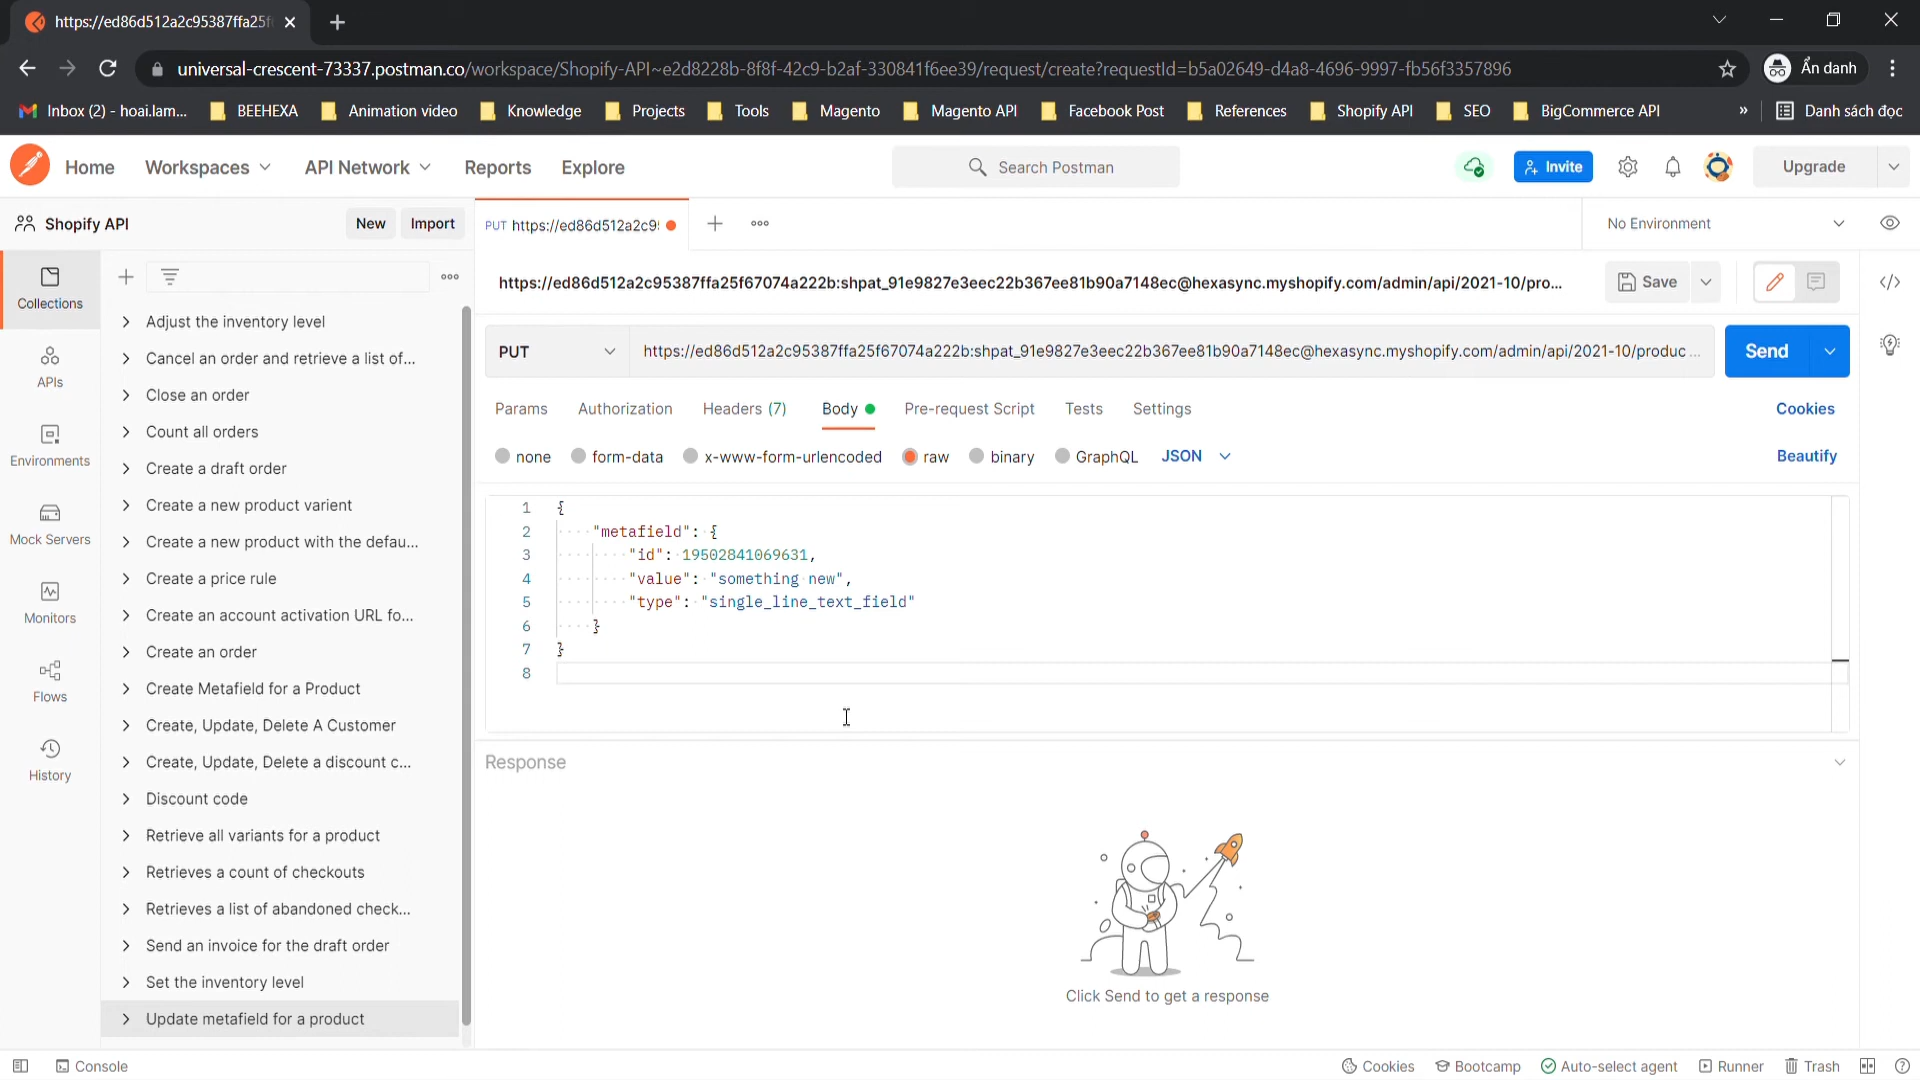 https://ed86d512a2c95387ffa25f
universal-crescent-73337.postman.co/workspace/Shopify-API~e2d8228b-8f8f-42c9-b2af-330841f6ee39/request/create?requestId=b5a02649-d4a8-4696-9997-fb56f3357896
Ẩn danh
Inbox (2) - hoai.lam...
BEEHEXA
Animation video
Knowledge
Projects
Tools
Magento
Magento API
Facebook Post
References
Shopify API
SEO
BigCommerce API
»
Danh sách đọc
Home
Workspaces
API Network
Reports
Explore
Search Postman
Invite
Upgrade
Shopify API
New
Import
PUT https://ed86d512a2c9
No Environment
Collections
APIs
Environments
Mock Servers
Monitors
Flows
History
Adjust the inventory level
Cancel an order and retrieve a list of...
Close an order
Count all orders
Create a draft order
Create a new product varient
Create a new product with the defau...
Create a price rule
Create an account activation URL fo...
Create an order
Create Metafield for a Product
Create, Update, Delete A Customer
Create, Update, Delete a discount c...
Discount code
Retrieve all variants for a product
Retrieves a count of checkouts
Retrieves a list of abandoned check...
Send an invoice for the draft order
Set the inventory level
Update metafield for a product
https://ed86d512a2c95387ffa25f67074a222b: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@hexasync.myshopify.com/admin/api/2021-10/pro...
Save
PUT
https://ed86d512a2c95387ffa25f67074a222b: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@hexasync.myshopify.com/admin/api/2021-10/produc ...
Send
Params
Authorization
Headers (7)
Body
Pre-request Script
Tests
Settings
Cookies
none
form-data
x-www-form-urlencoded
raw
binary
GraphQL
JSON
Beautify
1 {
2 "metafield": {
3 "id": 19502841069631,
4 "value": "something new",
5 "type": "single_line_text_field"
6 }
7 }
8
Response
Click Send to get a response
Console
Cookies
Bootcamp
Auto-select agent
Runner
Trash